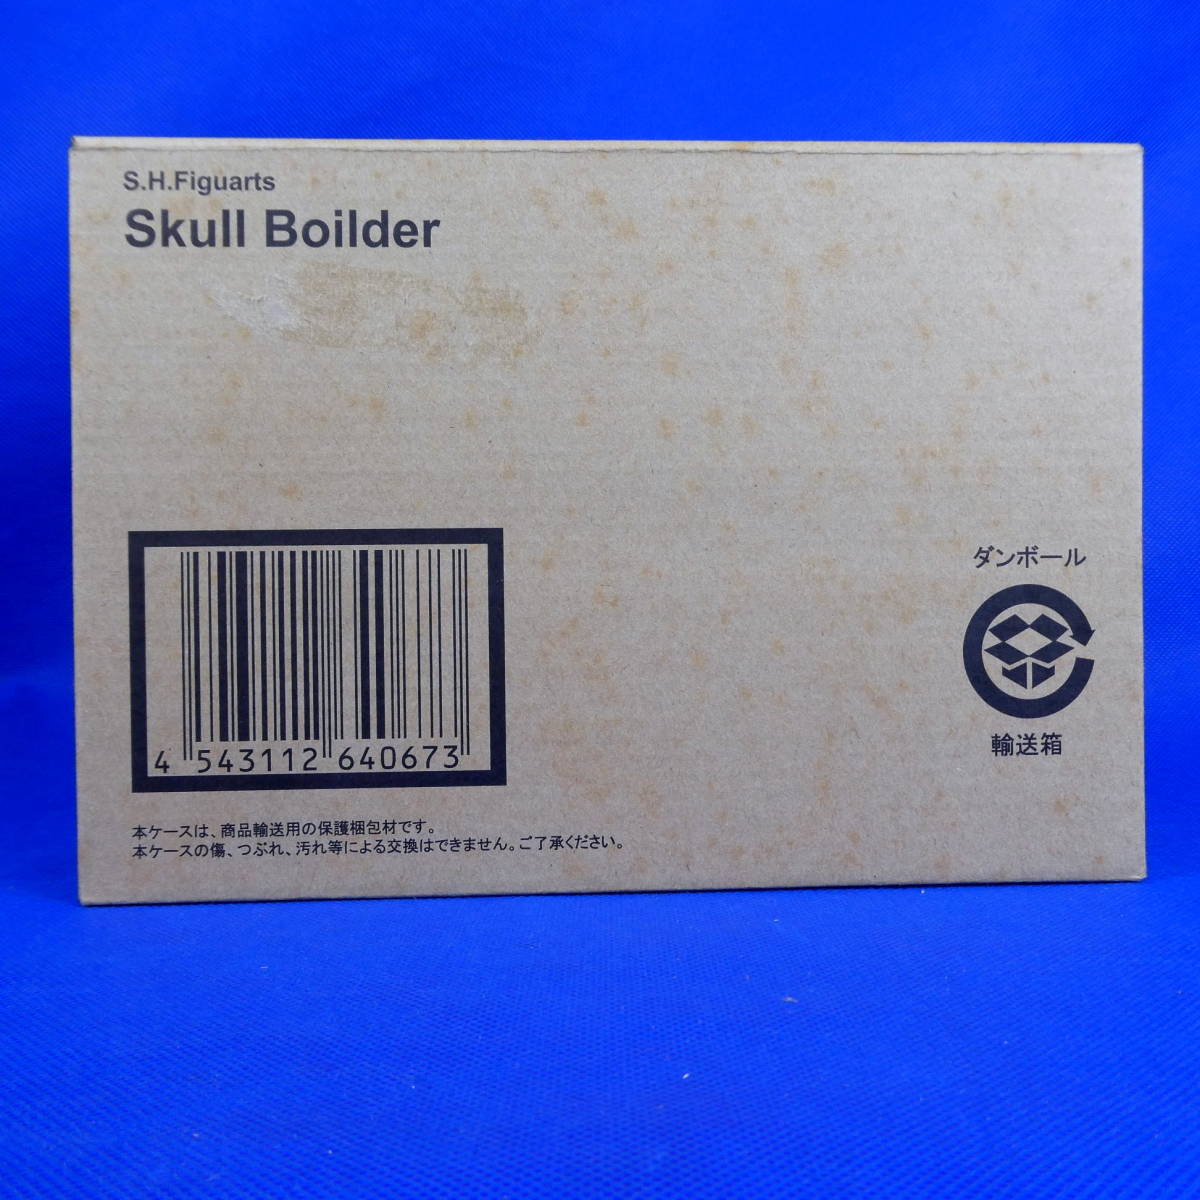 S.H.Figuarts
Skull Boilder
ダンボール
輸送箱
4 543112 640673
本ケースは、商品輸送用の保護梱包材です。
本ケースの傷、つぶれ、汚れ等による交換はできません。ご了承ください。